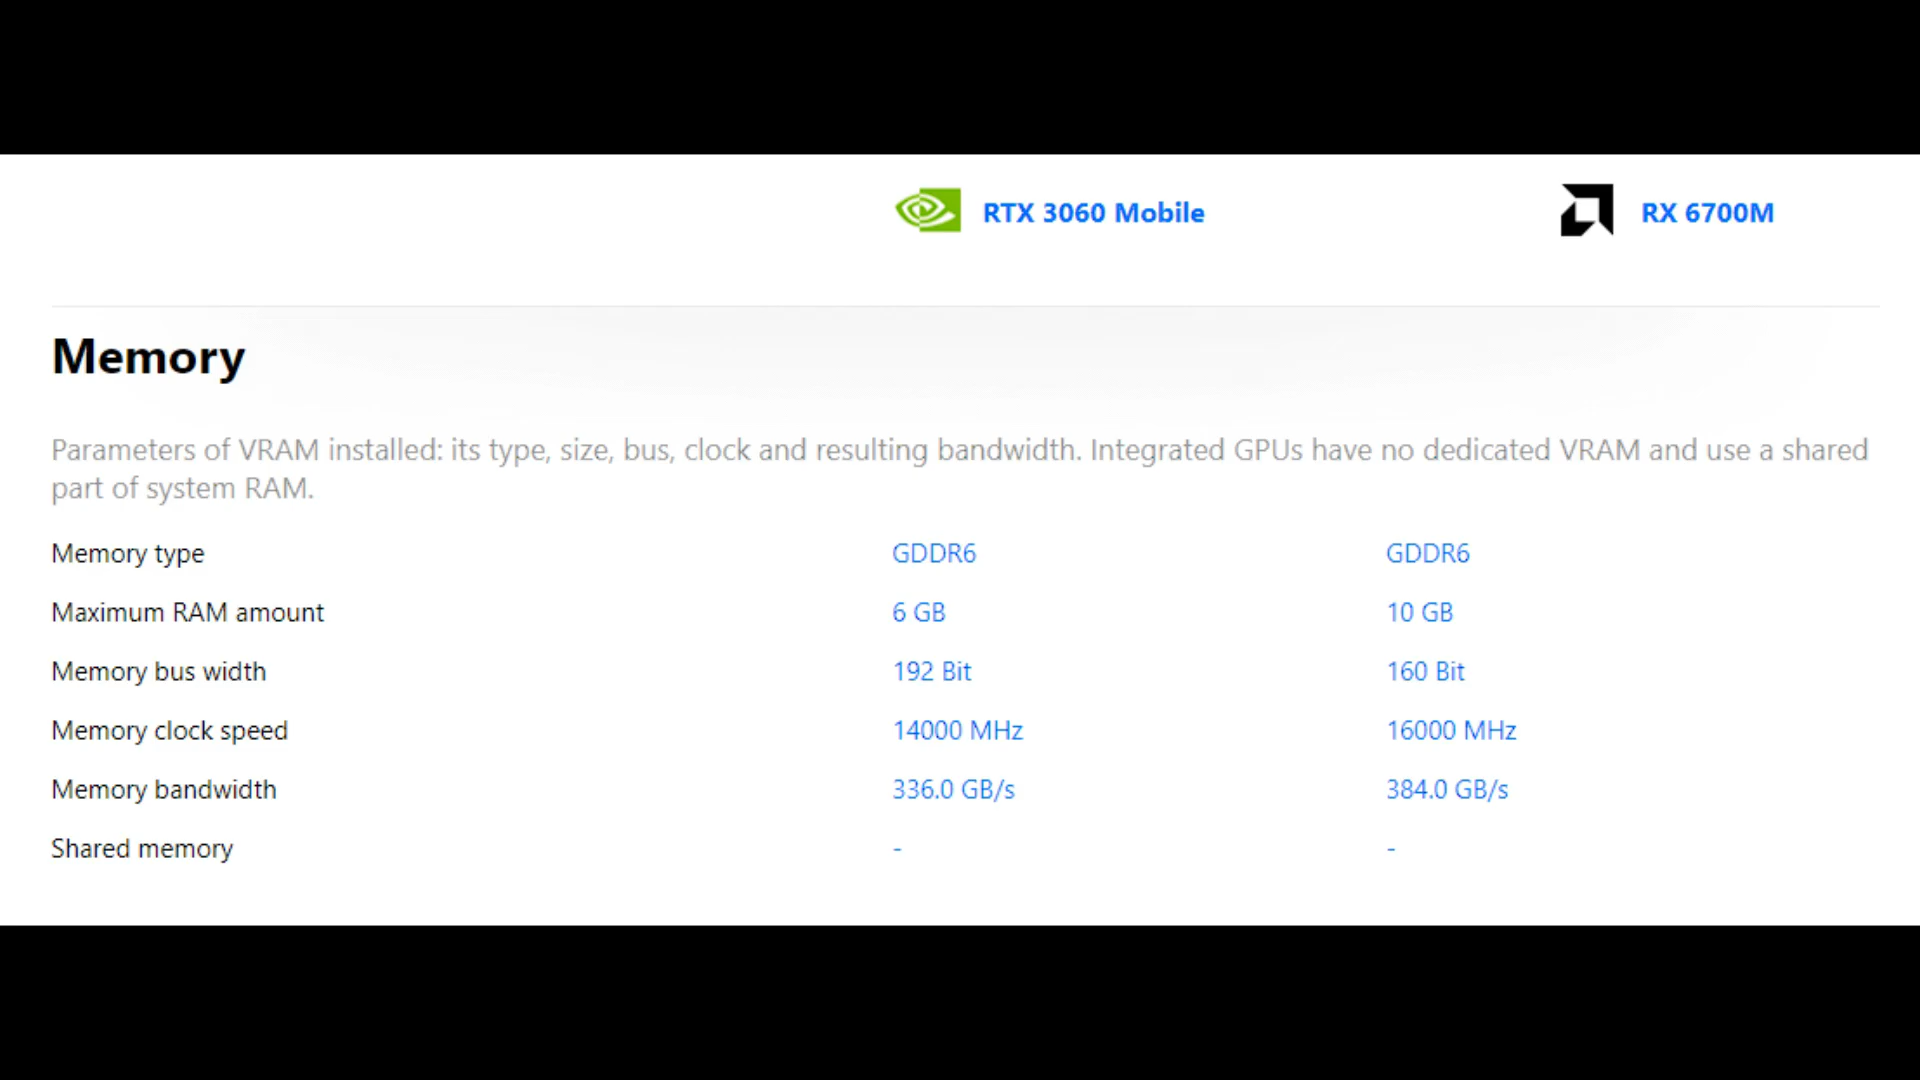 RTX 3060 Mobile RX 6700M
Memory
Parameters of VRAM installed: its type, size, bus, clock and resulting bandwidth. Integrated GPUs have no dedicated VRAM and use a shared
part of system RAM.
Memory type GDDR6 GDDR6
Maximum RAM amount 6 GB 10 GB
Memory bus width 192 Bit 160 Bit
Memory clock speed 14000 MHz 16000 MHz
Memory bandwidth 336.0 GB/s 384.0 GB/s
Shared memory - -